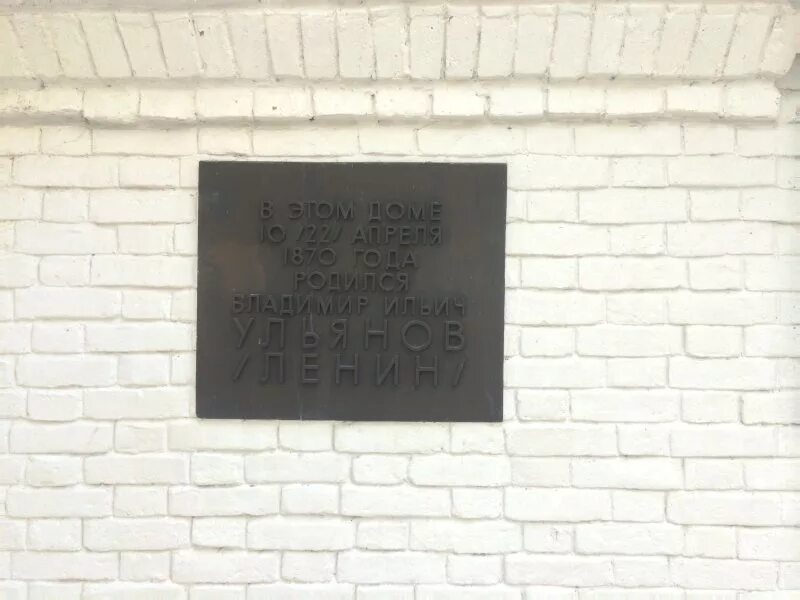 В ЭТОМ ДОМЕ
10 /22/ АПРЕЛЯ
1870 ГОДА
РОДИЛСЯ
ВЛАДИМИР ИЛЬИЧ
УЛЬЯНОВ
/ЛЕНИН/